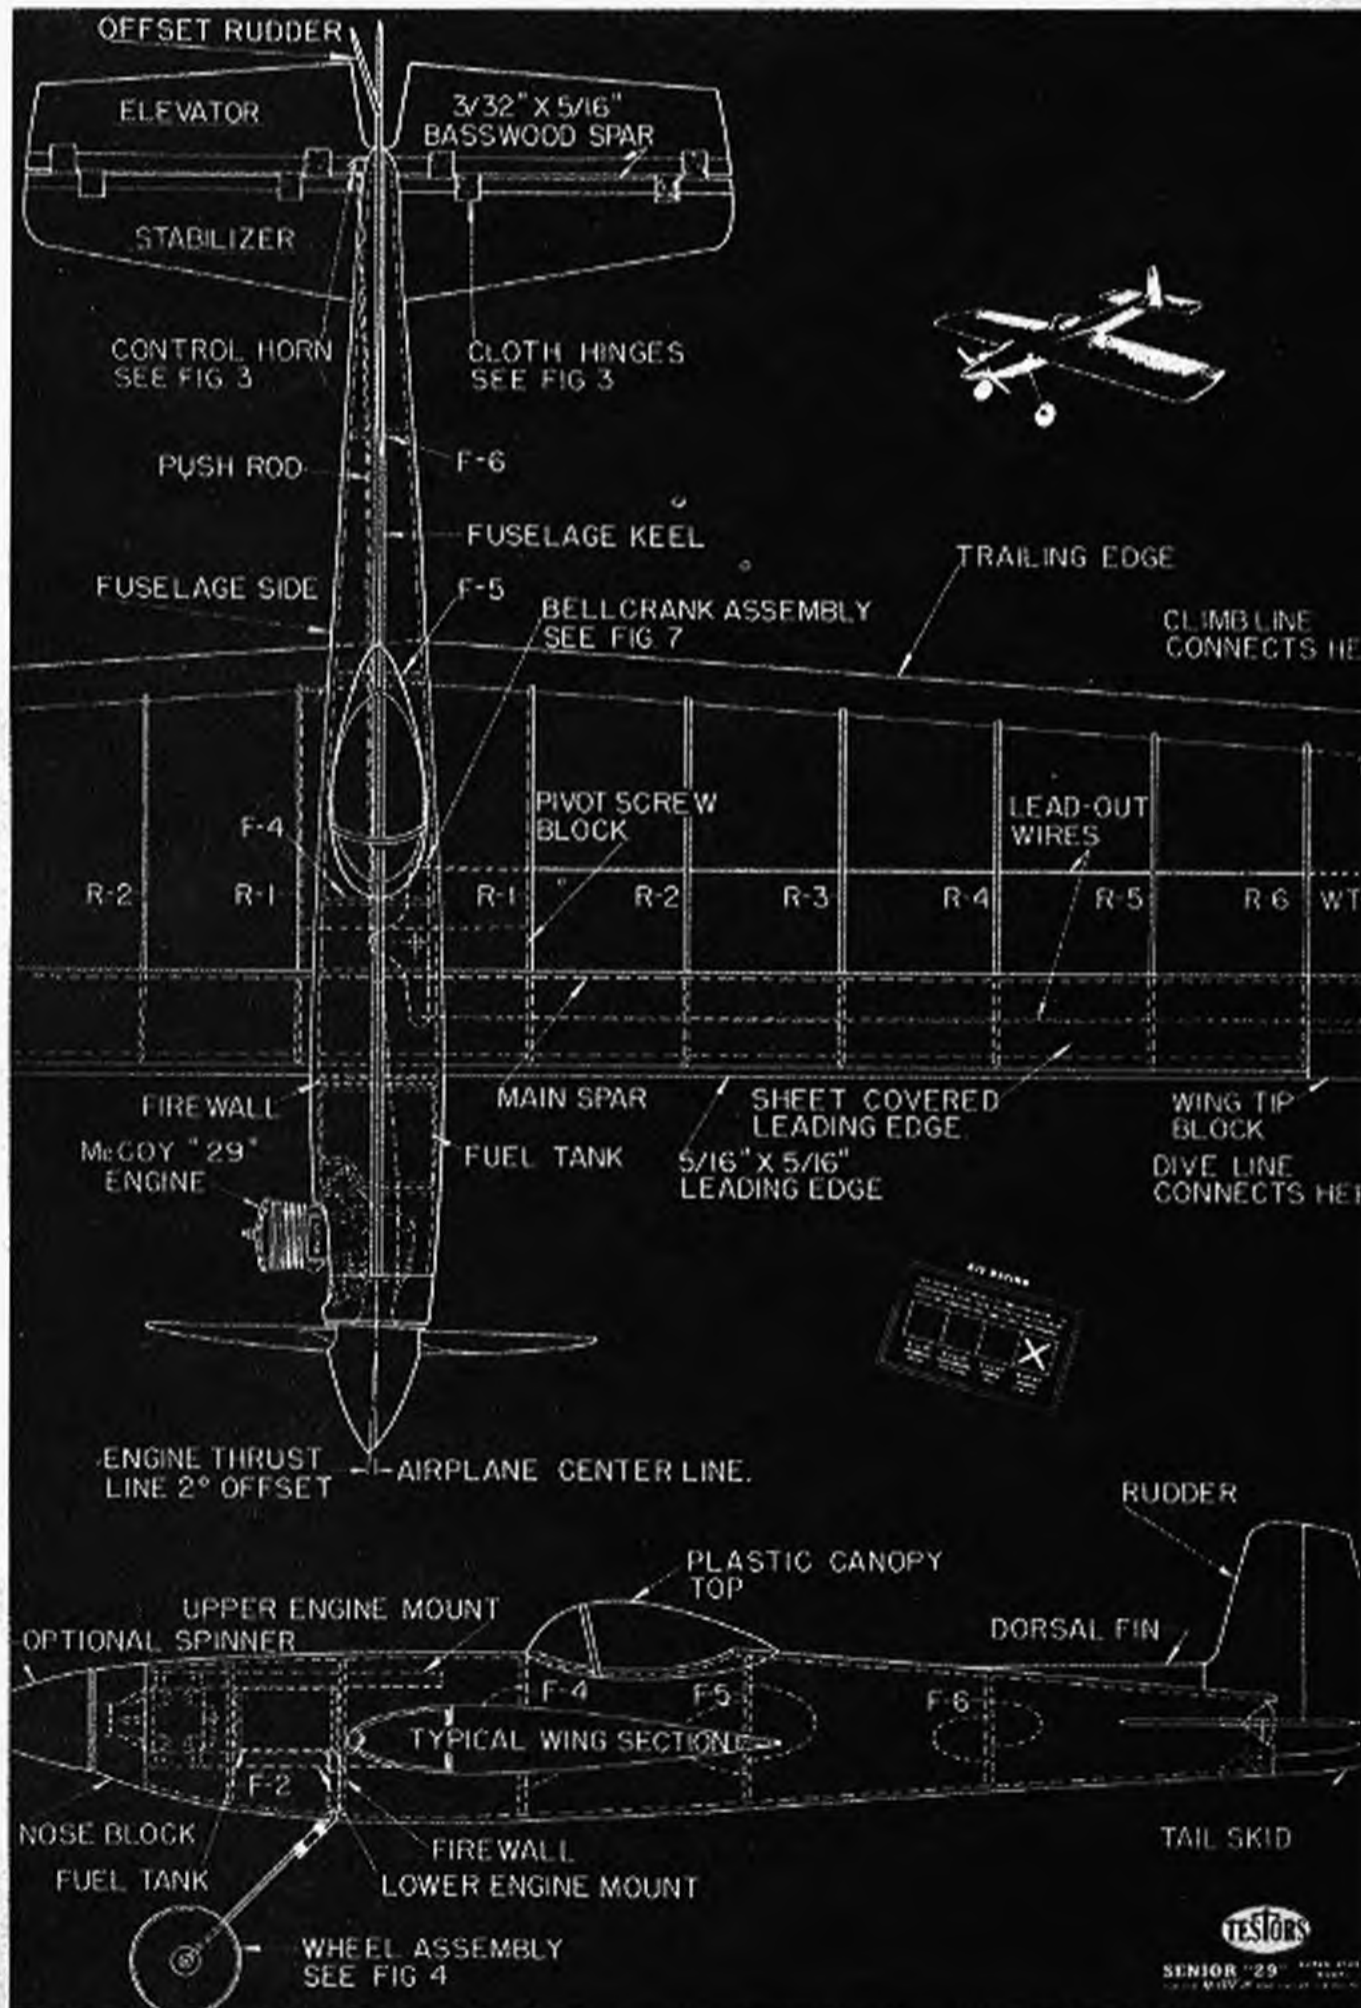 OFFSET RUDDER
ELEVATOR
3/32" X 5/16"
BASSWOOD SPAR
STABILIZER
CONTROL HORN
SEE FIG 3
CLOTH HINGES
SEE FIG 3
PUSH ROD
F-6
FUSELAGE KEEL
TRAILING EDGE
FUSELAGE SIDE
F-5
BELLCRANK ASSEMBLY
SEE FIG 7
CLIMB LINE
CONNECTS HE
F-4
PIVOT SCREW
BLOCK
LEAD-OUT
WIRES
R-2
R-1
R-1
R-2
R-3
R-4
R-5
R-6
WT
FIREWALL
MAIN SPAR
SHEET COVERED
LEADING EDGE
WING TIP
BLOCK
McCOY "29"
ENGINE
FUEL TANK
5/16" X 5/16"
LEADING EDGE
DIVE LINE
CONNECTS HE
ENGINE THRUST
LINE 2° OFFSET
AIRPLANE CENTER LINE.
RUDDER
PLASTIC CANOPY
TOP
UPPER ENGINE MOUNT
OPTIONAL SPINNER
DORSAL FIN
F-4
F-5
F-6
TYPICAL WING SECTION
F-2
NOSE BLOCK
FUEL TANK
FIREWALL
LOWER ENGINE MOUNT
TAIL SKID
WHEEL ASSEMBLY
SEE FIG 4
TESTORS
SENIOR "29"